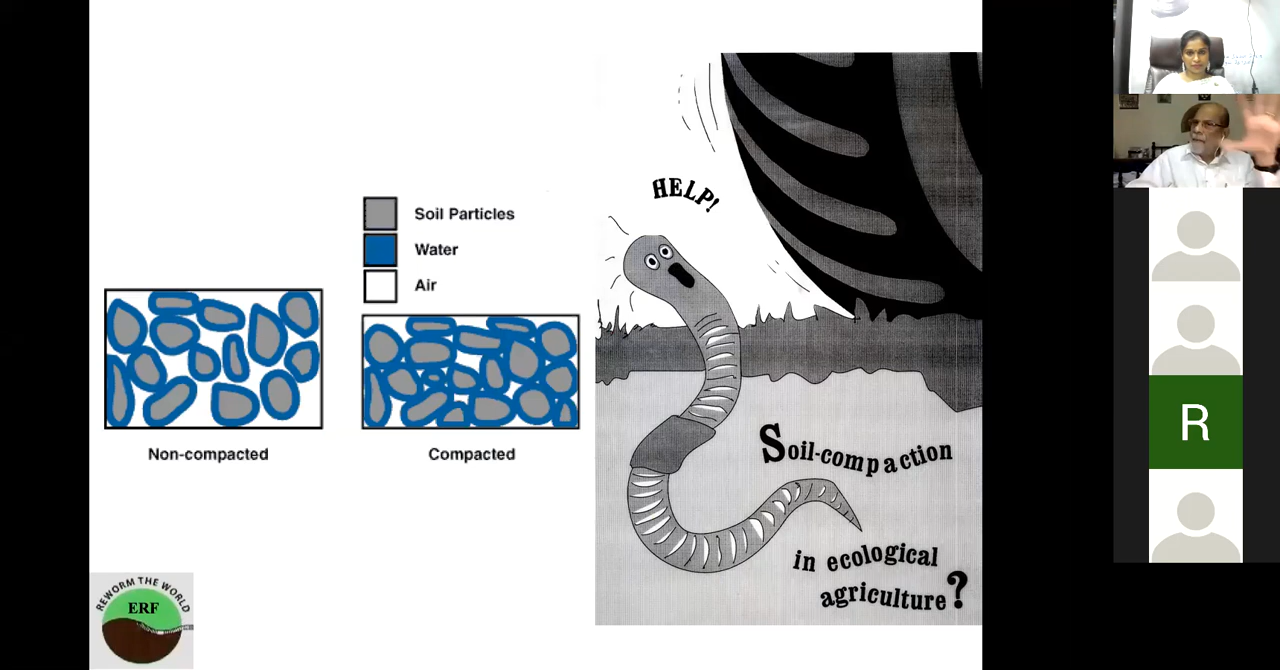 Soil Particles
Water
Air
Non-compacted
Compacted
HELP!
Soil-compaction
in ecological
agriculture?
REWORM THE WORLD
ERF
R